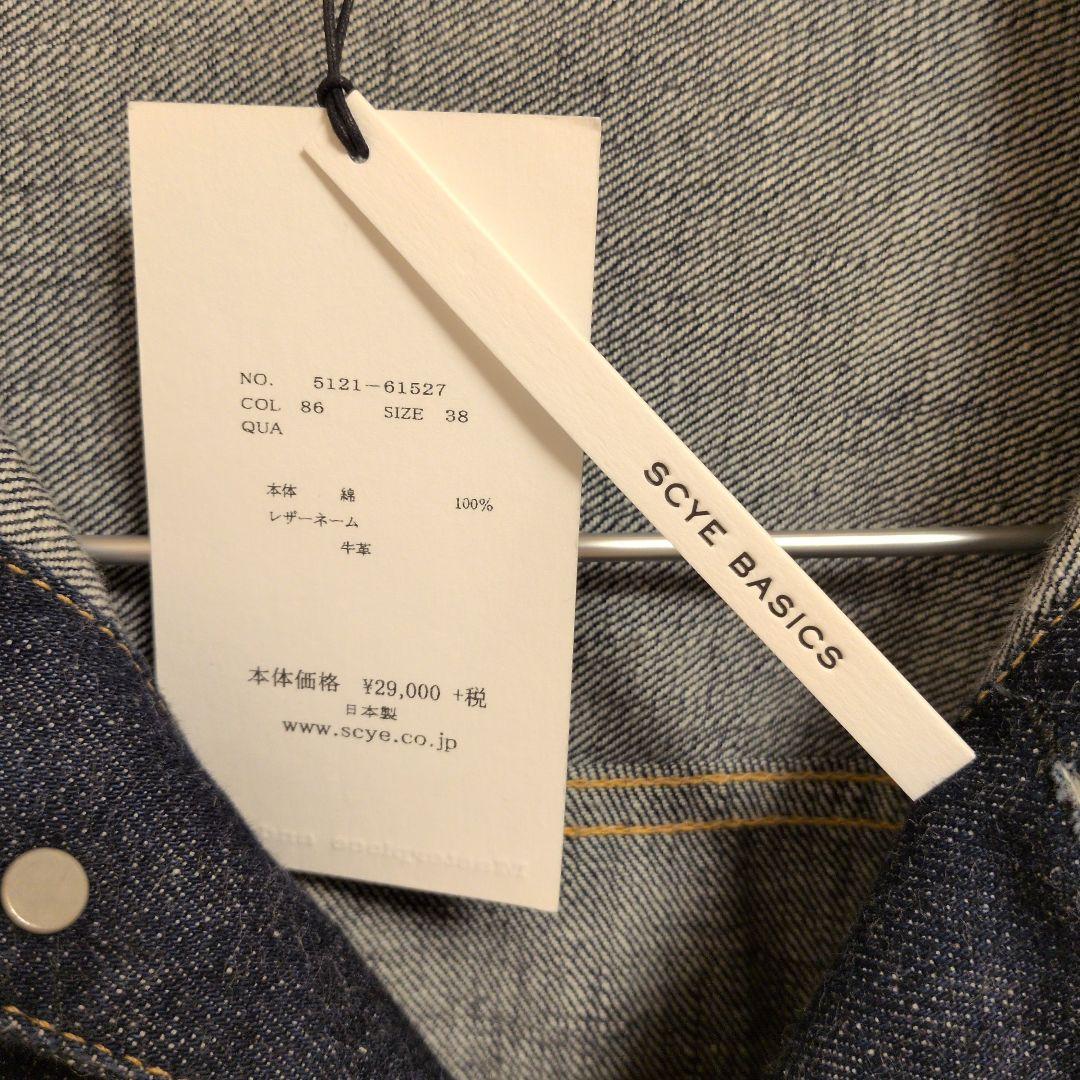 NO. 5121-61527
COL 86 SIZE 38
QUA
本体 綿 100%
レザーネーム
牛革
本体価格 ¥29,000 +税
日本製
www.scye.co.jp
SCYE BASICS